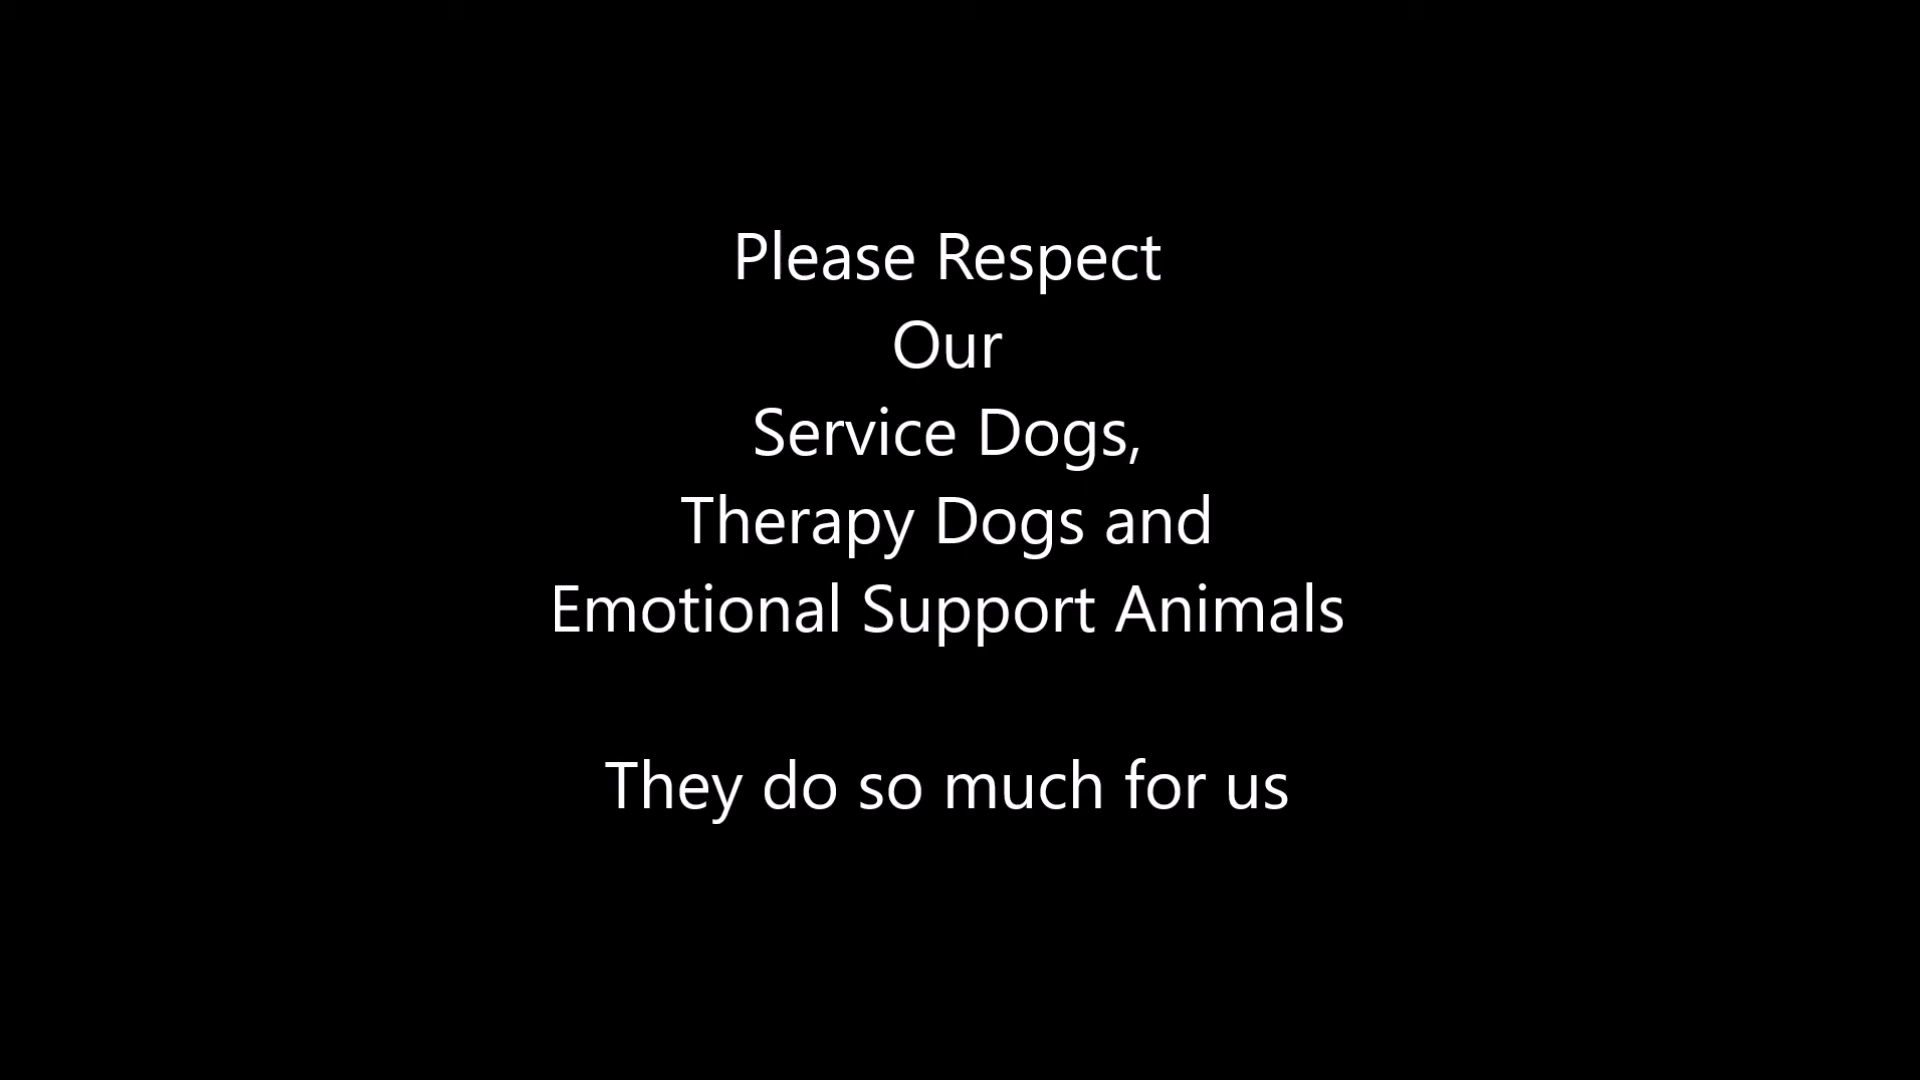 Please Respect
Our
Service Dogs,
Therapy Dogs and
Emotional Support Animals
They do so much for us